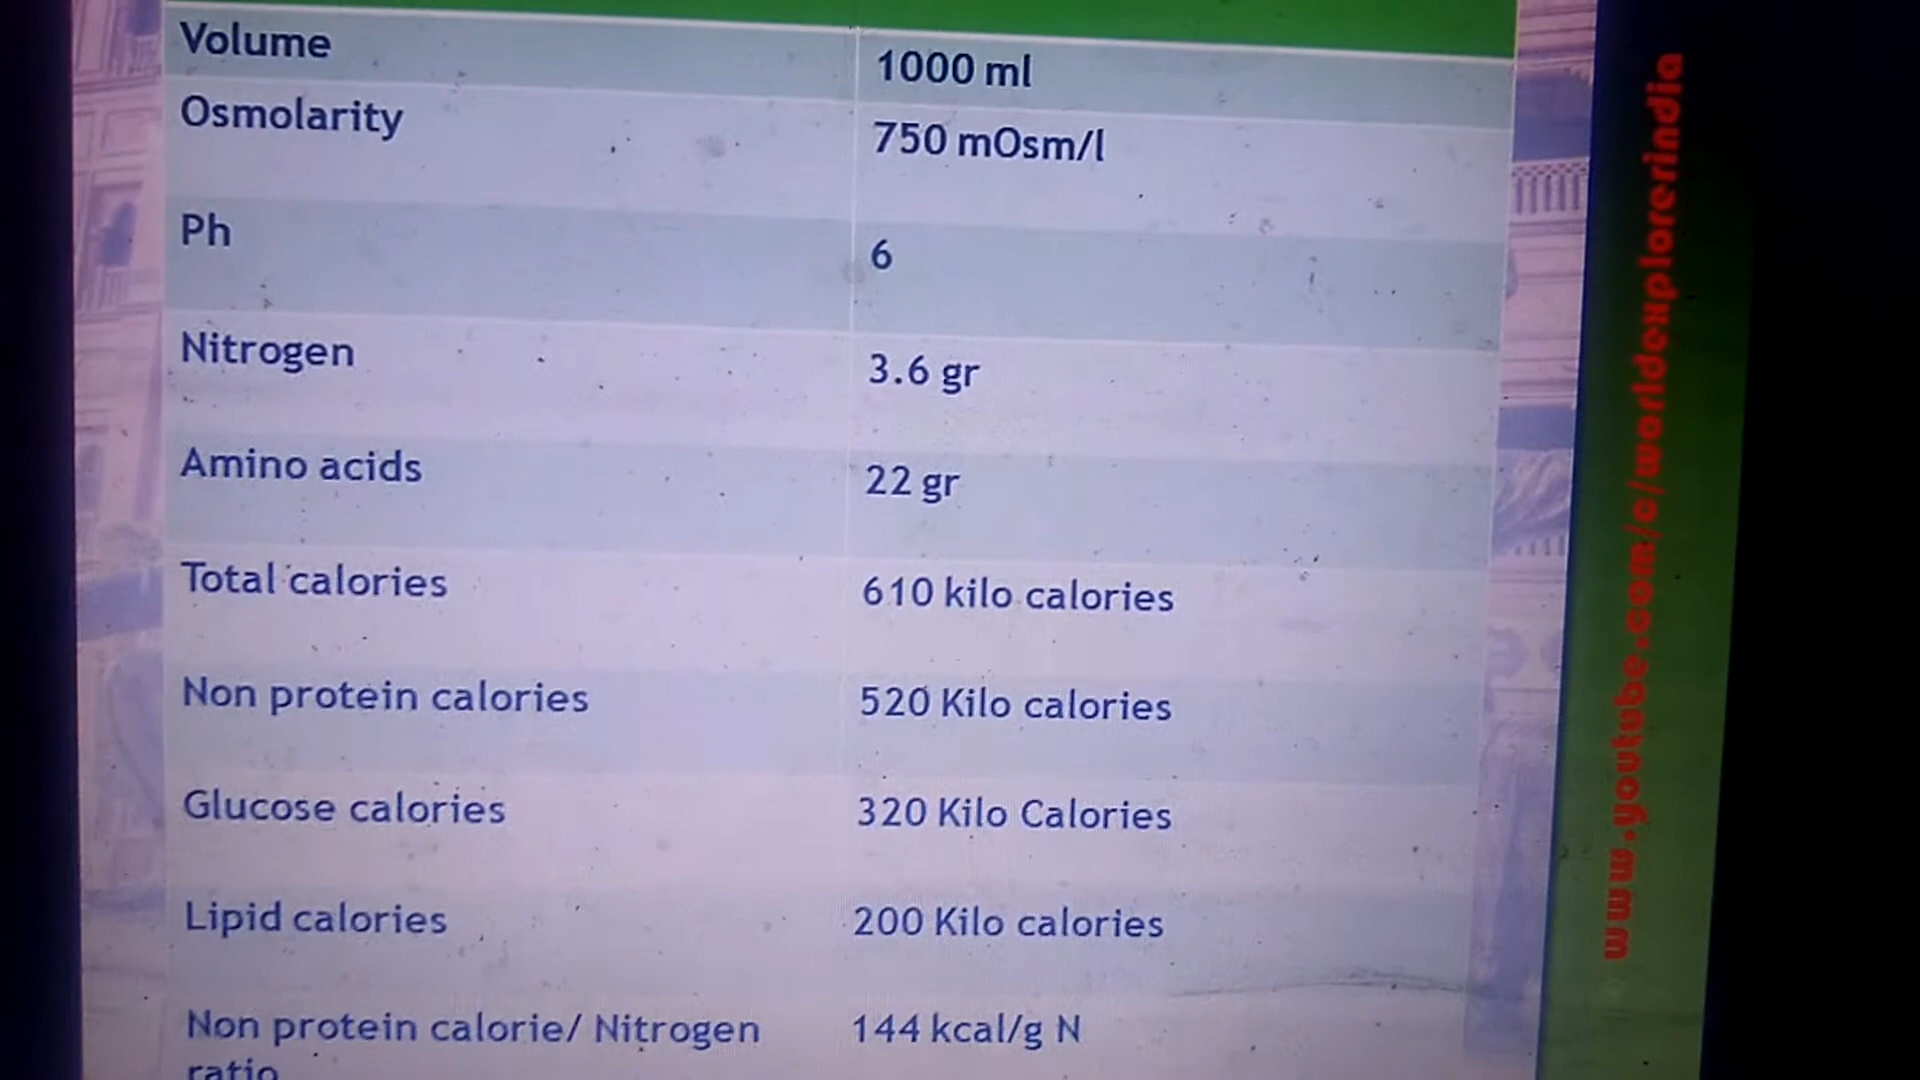 Volume 1000 ml
Osmolarity 750 mOsm/l
Ph 6
Nitrogen 3.6 gr
Amino acids 22 gr
Total calories 610 kilo calories
Non protein calories 520 Kilo calories
Glucose calories 320 Kilo Calories
Lipid calories 200 Kilo calories
Non protein calorie/ Nitrogen 144 kcal/g N
ratio
www.youtube.com/c/worldexplorerindia